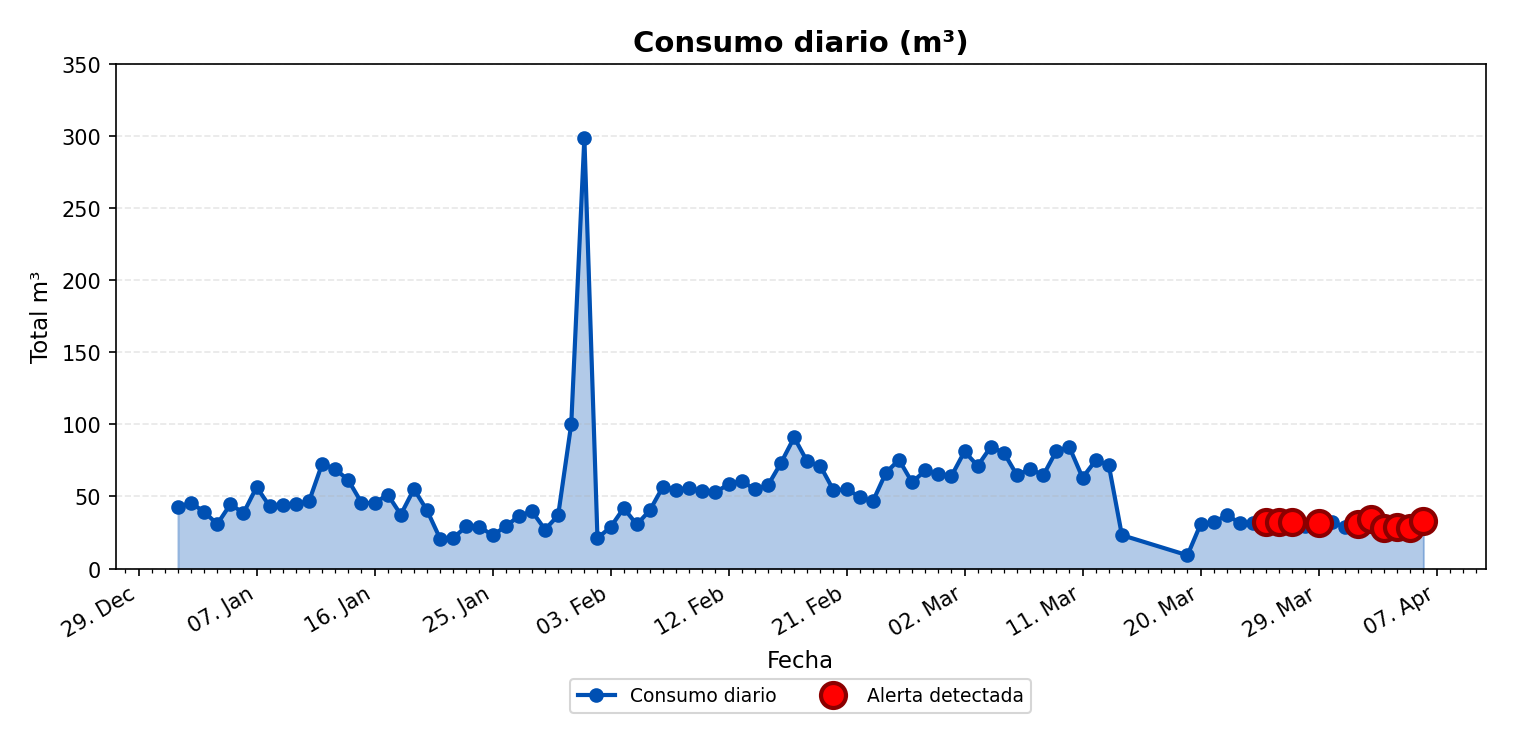 Consumo diario (m³)
Total m³
350
300
250
200
150
100
50
0
29. Dec
07. Jan
16. Jan
25. Jan
03. Feb
12. Feb
21. Feb
02. Mar
11. Mar
20. Mar
29. Mar
07. Apr
Fecha
Consumo diario
Alerta detectada